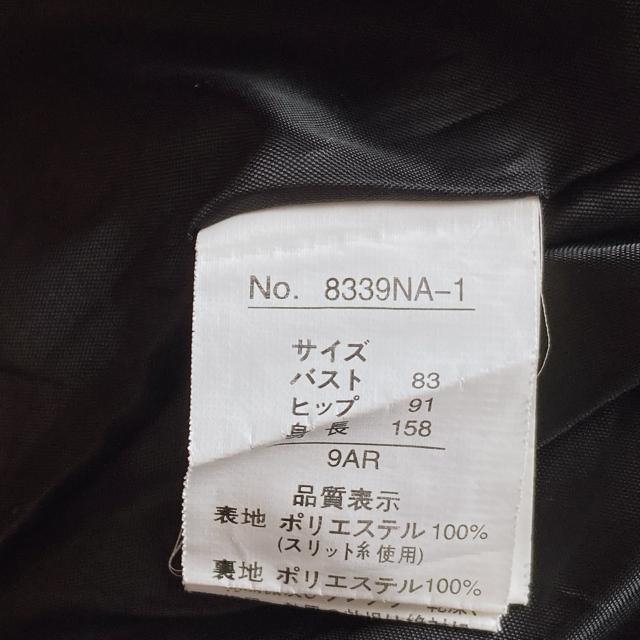 No. 8339NA-1
サイズ
バスト 83
ヒップ 91
身長 158
9AR
品質表示
表地 ポリエステル100%
(スリット糸使用)
裏地 ポリエステル100%